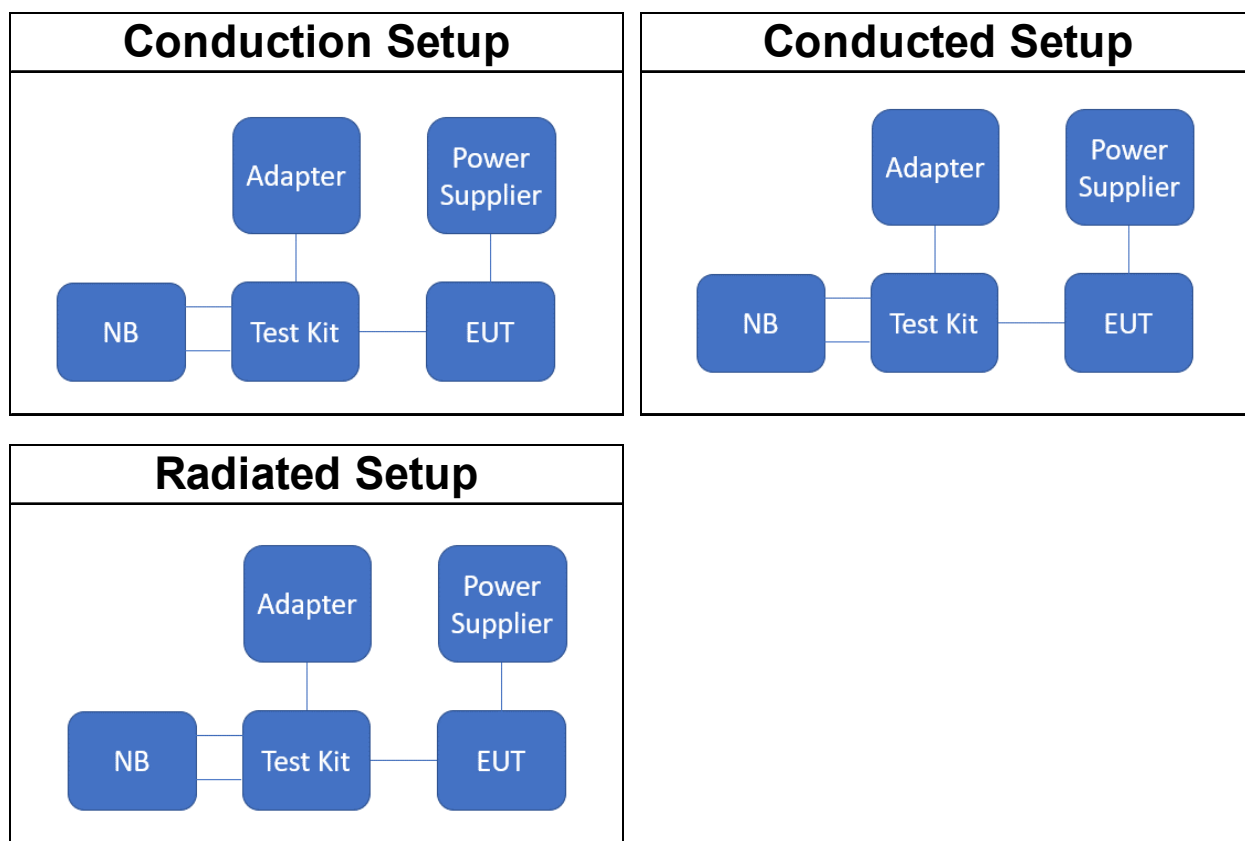 Conduction Setup
Adapter
Power
Supplier
NB
Test Kit
EUT
Conducted Setup
Adapter
Power
Supplier
NB
Test Kit
EUT
Radiated Setup
Adapter
Power
Supplier
NB
Test Kit
EUT